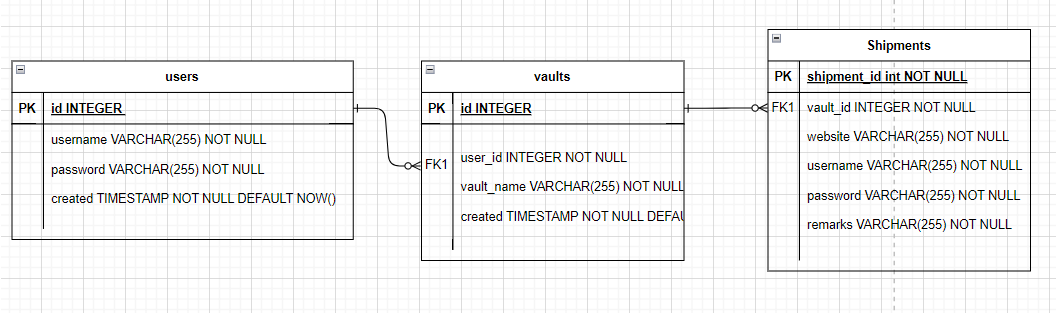 users
PK id INTEGER
username VARCHAR(255) NOT NULL
password VARCHAR(255) NOT NULL
created TIMESTAMP NOT NULL DEFAULT NOW()
vaults
PK id INTEGER
FK1 user_id INTEGER NOT NULL
vault_name VARCHAR(255) NOT NULL
created TIMESTAMP NOT NULL DEFAU
Shipments
PK shipment_id int NOT NULL
FK1 vault_id INTEGER NOT NULL
website VARCHAR(255) NOT NULL
username VARCHAR(255) NOT NULL
password VARCHAR(255) NOT NULL
remarks VARCHAR(255) NOT NULL